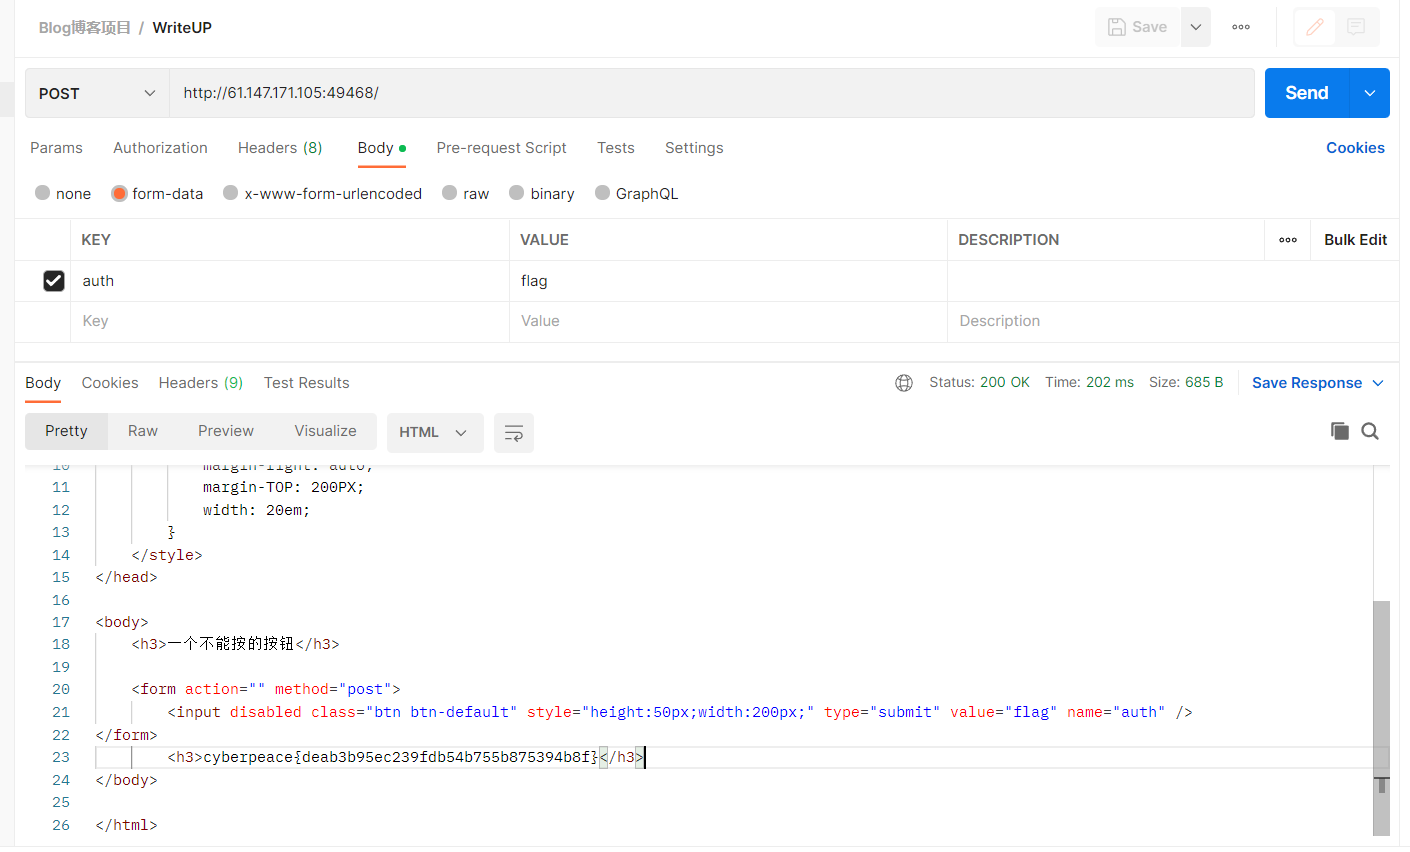 Blog博客项目 / WriteUP
Save
POST http://61.147.171.105:49468/ Send
Params Authorization Headers (8) Body Pre-request Script Tests Settings Cookies
none form-data x-www-form-urlencoded raw binary GraphQL
KEY VALUE DESCRIPTION Bulk Edit
auth flag
Key Value Description
Body Cookies Headers (9) Test Results Status: 200 OK Time: 202 ms Size: 685 B Save Response
Pretty Raw Preview Visualize HTML
10 margin-right: auto;
11 margin-TOP: 200PX;
12 width: 20em;
13 }
14 </style>
15 </head>
16
17 <body>
18 <h3>一个不能按的按钮</h3>
19
20 <form action="" method="post">
21 <input disabled class="btn btn-default" style="height:50px;width:200px;" type="submit" value="flag" name="auth" />
22 </form>
23 <h3>cyberpeace{deab3b95ec239fdb54b755b875394b8f}</h3>
24 </body>
25
26 </html>